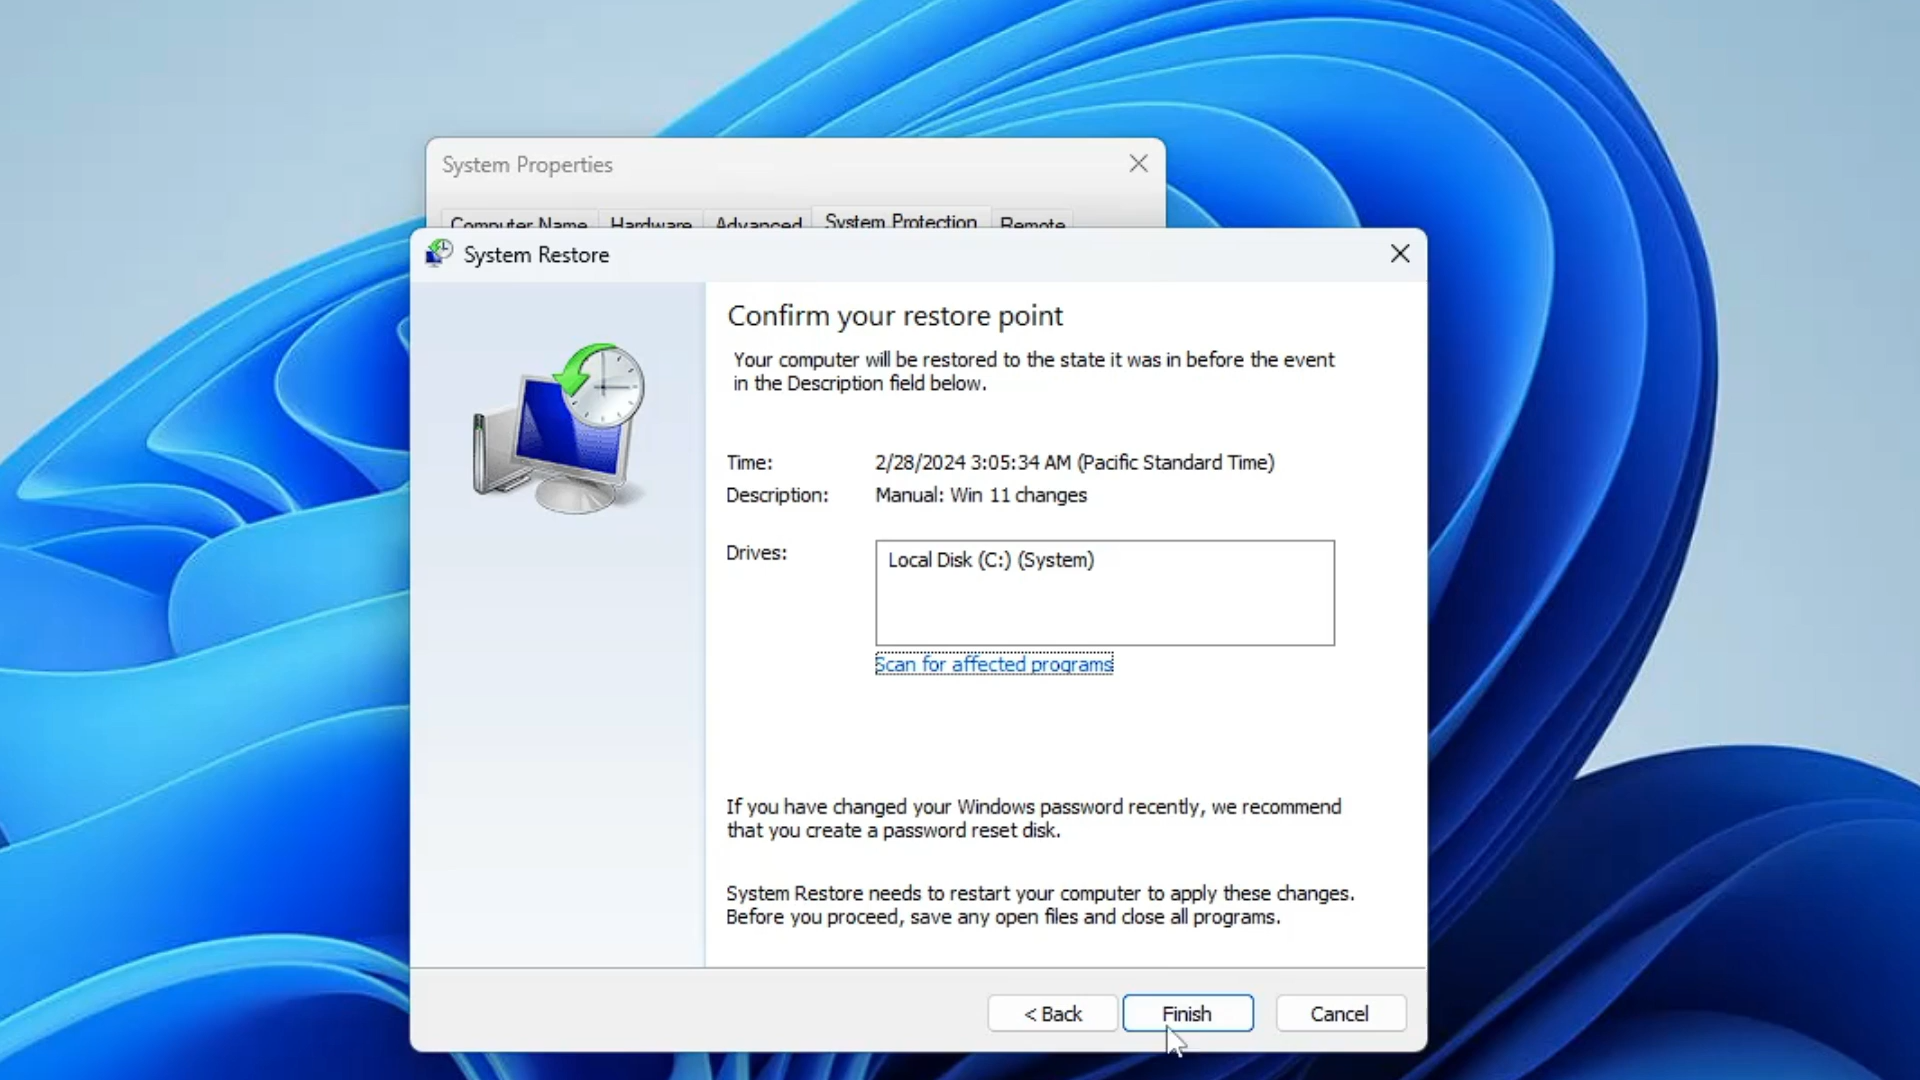 System Properties
Computer Name Hardware Advanced System Protection Remote
System Restore
Confirm your restore point
Your computer will be restored to the state it was in before the event
in the Description field below.
Time: 2/28/2024 3:05:34 AM (Pacific Standard Time)
Description: Manual: Win 11 changes
Drives: Local Disk (C:) (System)
Scan for affected programs
If you have changed your Windows password recently, we recommend
that you create a password reset disk.
System Restore needs to restart your computer to apply these changes.
Before you proceed, save any open files and close all programs.
< Back Finish Cancel